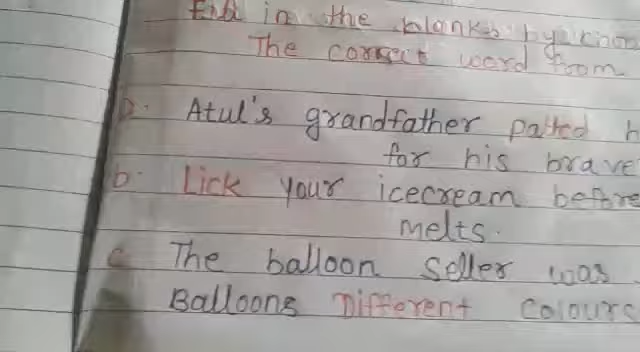 Fill in the blanks by
The correct word from
a. Atul's grandfather patted h
for his brave
b. Lick your icecream before
melts.
c The balloon seller was
Balloons Different colours